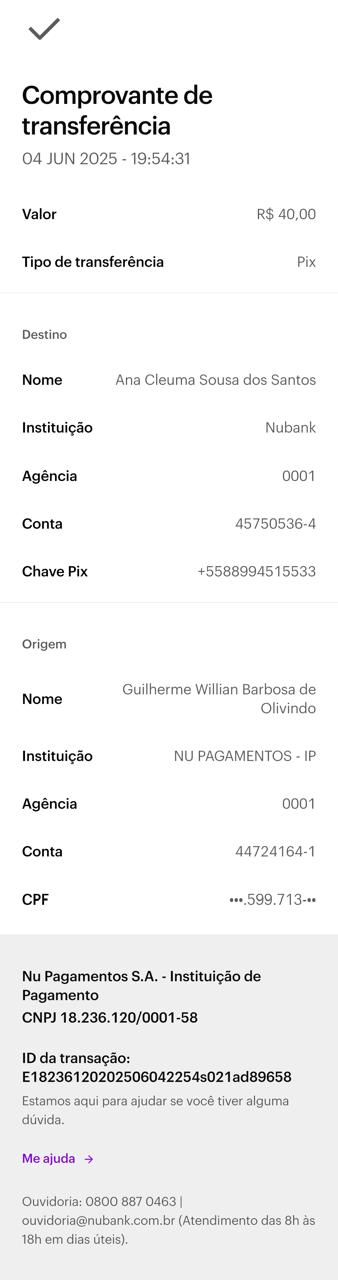 Comprovante de
transferência
04 JUN 2025 - 19:54:31
Valor R$ 40,00
Tipo de transferência Pix
Destino
Nome Ana Cleuma Sousa dos Santos
Instituição Nubank
Agência 0001
Conta 45750536-4
Chave Pix +5588994515533
Origem
Nome Guilherme Willian Barbosa de
Olivindo
Instituição NU PAGAMENTOS - IP
Agência 0001
Conta 44724164-1
CPF •••.599.713-••
Nu Pagamentos S.A. - Instituição de
Pagamento
CNPJ 18.236.120/0001-58
ID da transação:
E18236120202506042254s021ad89658
Estamos aqui para ajudar se você tiver alguma
dúvida.
Me ajuda →
Ouvidoria: 0800 887 0463 |
ouvidoria@nubank.com.br (Atendimento das 8h às
18h em dias úteis).